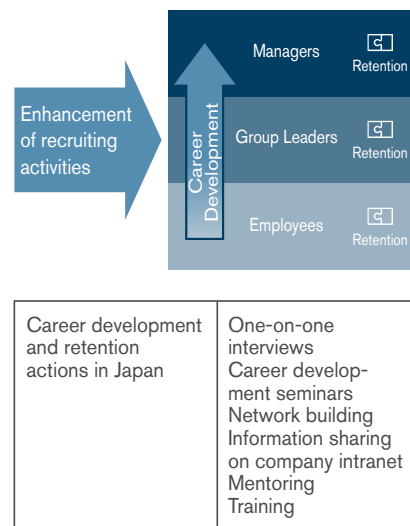 Enhancement
of recruiting
activities
Career
Development
Managers
Retention
Group Leaders
Retention
Employees
Retention
Career development
and retention
actions in Japan
One-on-one
interviews
Career develop-
ment seminars
Network building
Information sharing
on company intranet
Mentoring
Training